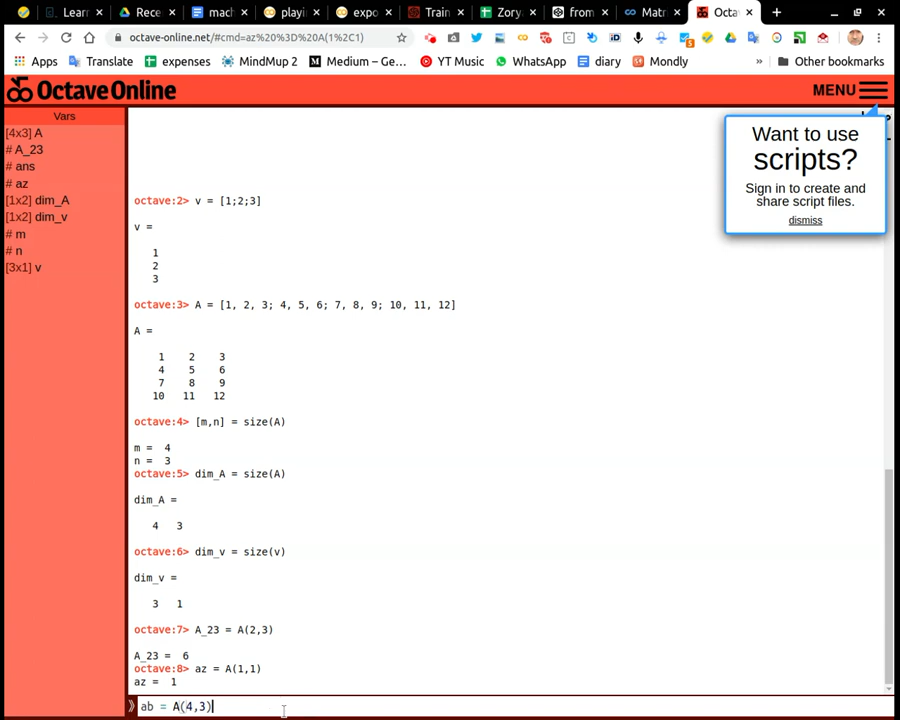 Learn
Rece
mach
playi
expo
Train
Zory
from
Matr
Octa
octave-online.net/#cmd=az%20%3D%20A(1%2C1)
Apps
Translate
expenses
MindMup 2
Medium – Ge...
YT Music
WhatsApp
diary
Mondly
»
Other bookmarks
Octave Online
MENU
Vars
[4x3] A
# A_23
# ans
# az
[1x2] dim_A
[1x2] dim_v
# m
# n
[3x1] v
Want to use
scripts?
Sign in to create and
share script files.
dismiss
octave:2> v = [1;2;3]
v =
1
2
3
octave:3> A = [1, 2, 3; 4, 5, 6; 7, 8, 9; 10, 11, 12]
A =
1 2 3
4 5 6
7 8 9
10 11 12
octave:4> [m,n] = size(A)
m = 4
n = 3
octave:5> dim_A = size(A)
dim_A =
4 3
octave:6> dim_v = size(v)
dim_v =
3 1
octave:7> A_23 = A(2,3)
A_23 = 6
octave:8> az = A(1,1)
az = 1
⟫ ab = A(4,3)